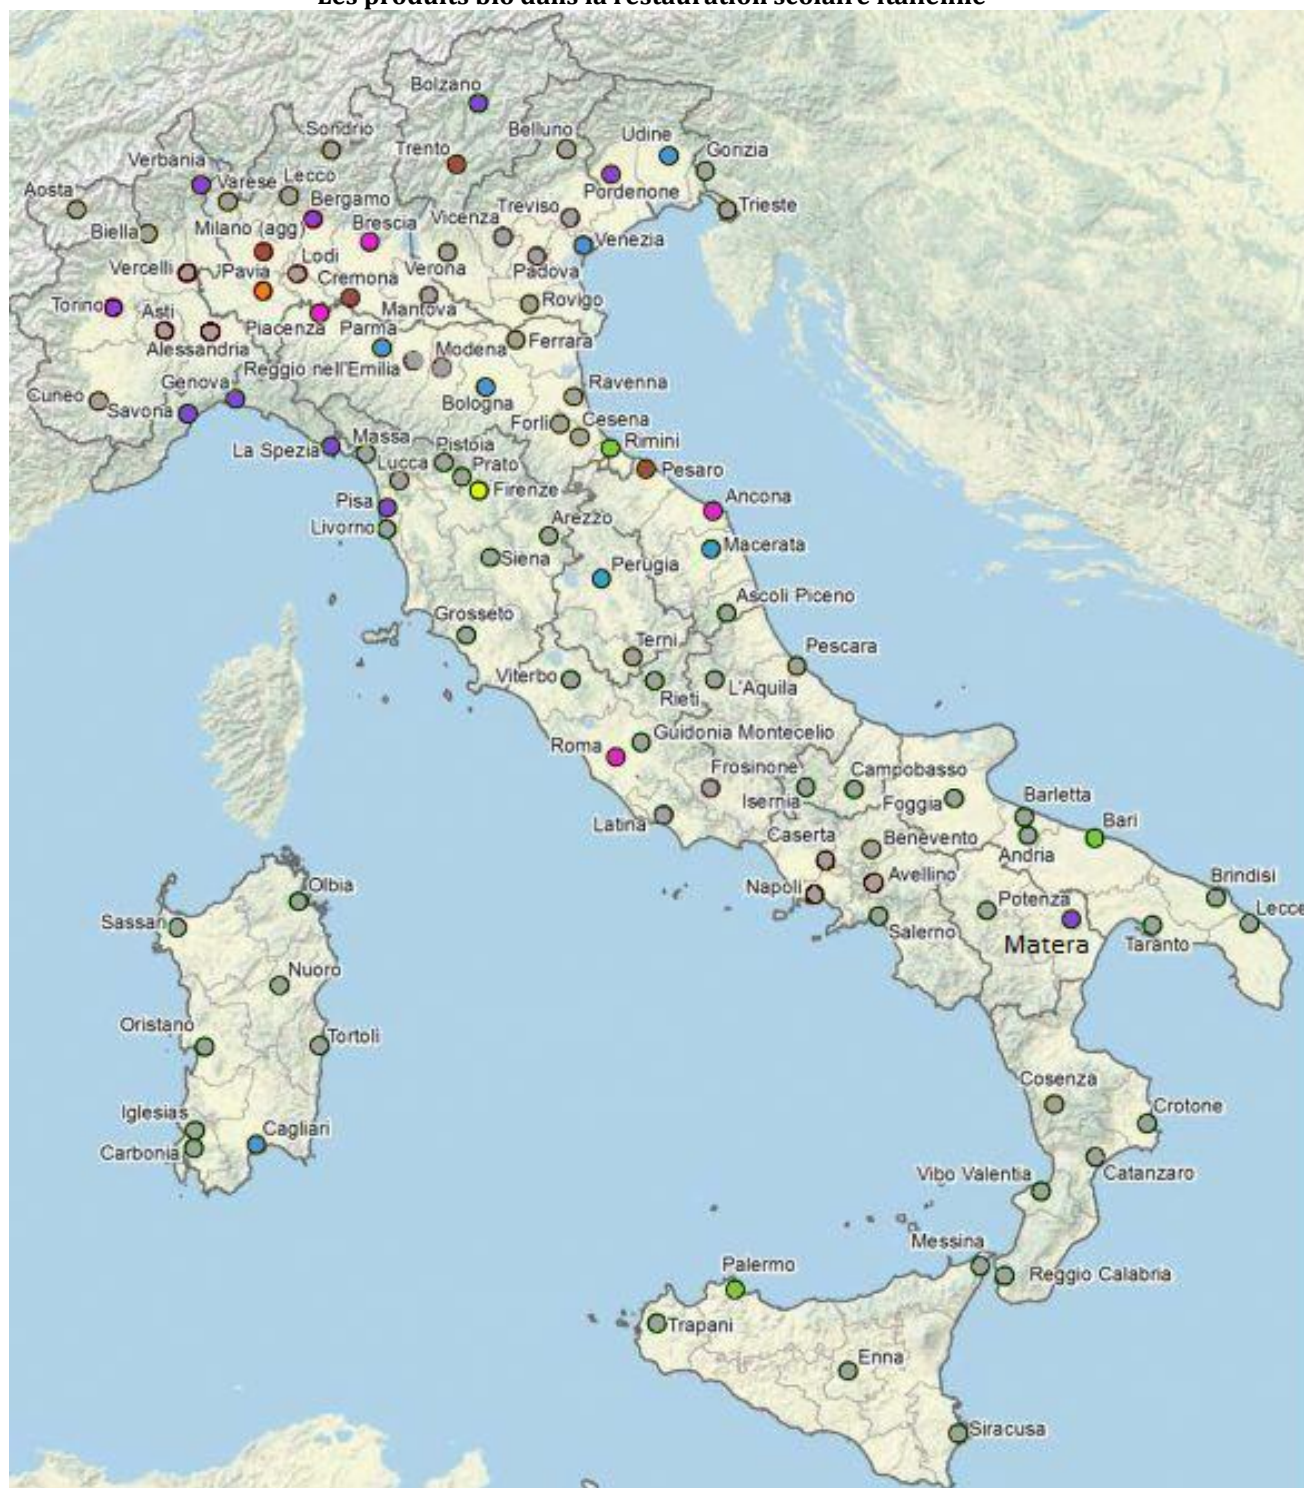 Les produits bio dans la restauration scolaire italienne
Bolzano
Sondrio
Belluno
Udine
Trento
Gorizia
Verbania
Varese
Lecco
Pordenone
Aosta
Bergamo
Treviso
Trieste
Vicenza
Biella
Milano (agg)
Brescia
Venezia
Vercelli
Lodi
Pavia
Cremona
Verona
Padova
Torino
Asti
Mantova
Rovigo
Piacenza
Parma
Alessandria
Ferrara
Modena
Reggio nell'Emilia
Genova
Ravenna
Cuneo
Savona
Bologna
Forlì
Cesena
Massa
Pistoia
Rimini
La Spezia
Lucca
Prato
Pesaro
Firenze
Pisa
Ancona
Arezzo
Livorno
Macerata
Siena
Perugia
Ascoli Piceno
Grosseto
Terni
Pescara
Viterbo
L'Aquila
Rieti
Guidonia Montecelio
Roma
Frosinone
Campobasso
Isernia
Foggia
Barletta
Latina
Bari
Caserta
Benevento
Andria
Napoli
Avellino
Brindisi
Olbia
Potenza
Lecce
Sassari
Salerno
Matera
Taranto
Nuoro
Oristano
Tortolì
Cosenza
Iglesias
Crotone
Cagliari
Carbonia
Vibo Valentia
Catanzaro
Messina
Palermo
Reggio Calabria
Trapani
Enna
Siracusa